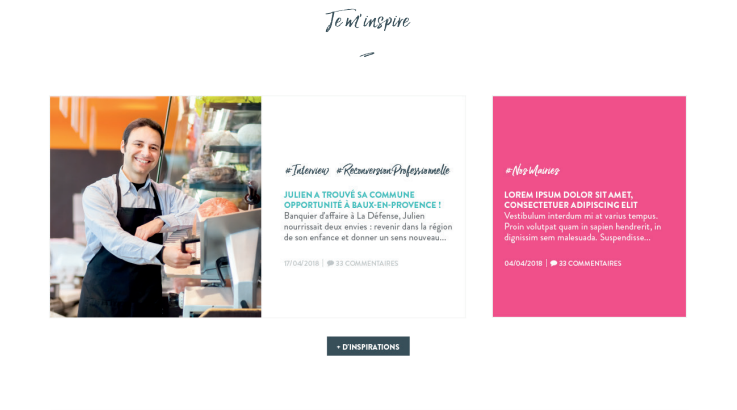 Je m'inspire
#Interview #ReconversionProfessionnelle
JULIEN A TROUVÉ SA COMMUNE
OPPORTUNITÉ À BAUX-EN-PROVENCE !
Banquier d'affaire à La Défense, Julien
nourrissait deux envies : revenir dans la région
de son enfance et donner un sens nouveau...
17/04/2018 | 33 COMMENTAIRES
#NosMairies
LOREM IPSUM DOLOR SIT AMET,
CONSECTETUER ADIPISCING ELIT
Vestibulum interdum mi at varius tempus.
Proin volutpat quam in sapien hendrerit, in
dignissim sem malesuada. Suspendisse...
04/04/2018 | 33 COMMENTAIRES
+ D'INSPIRATIONS